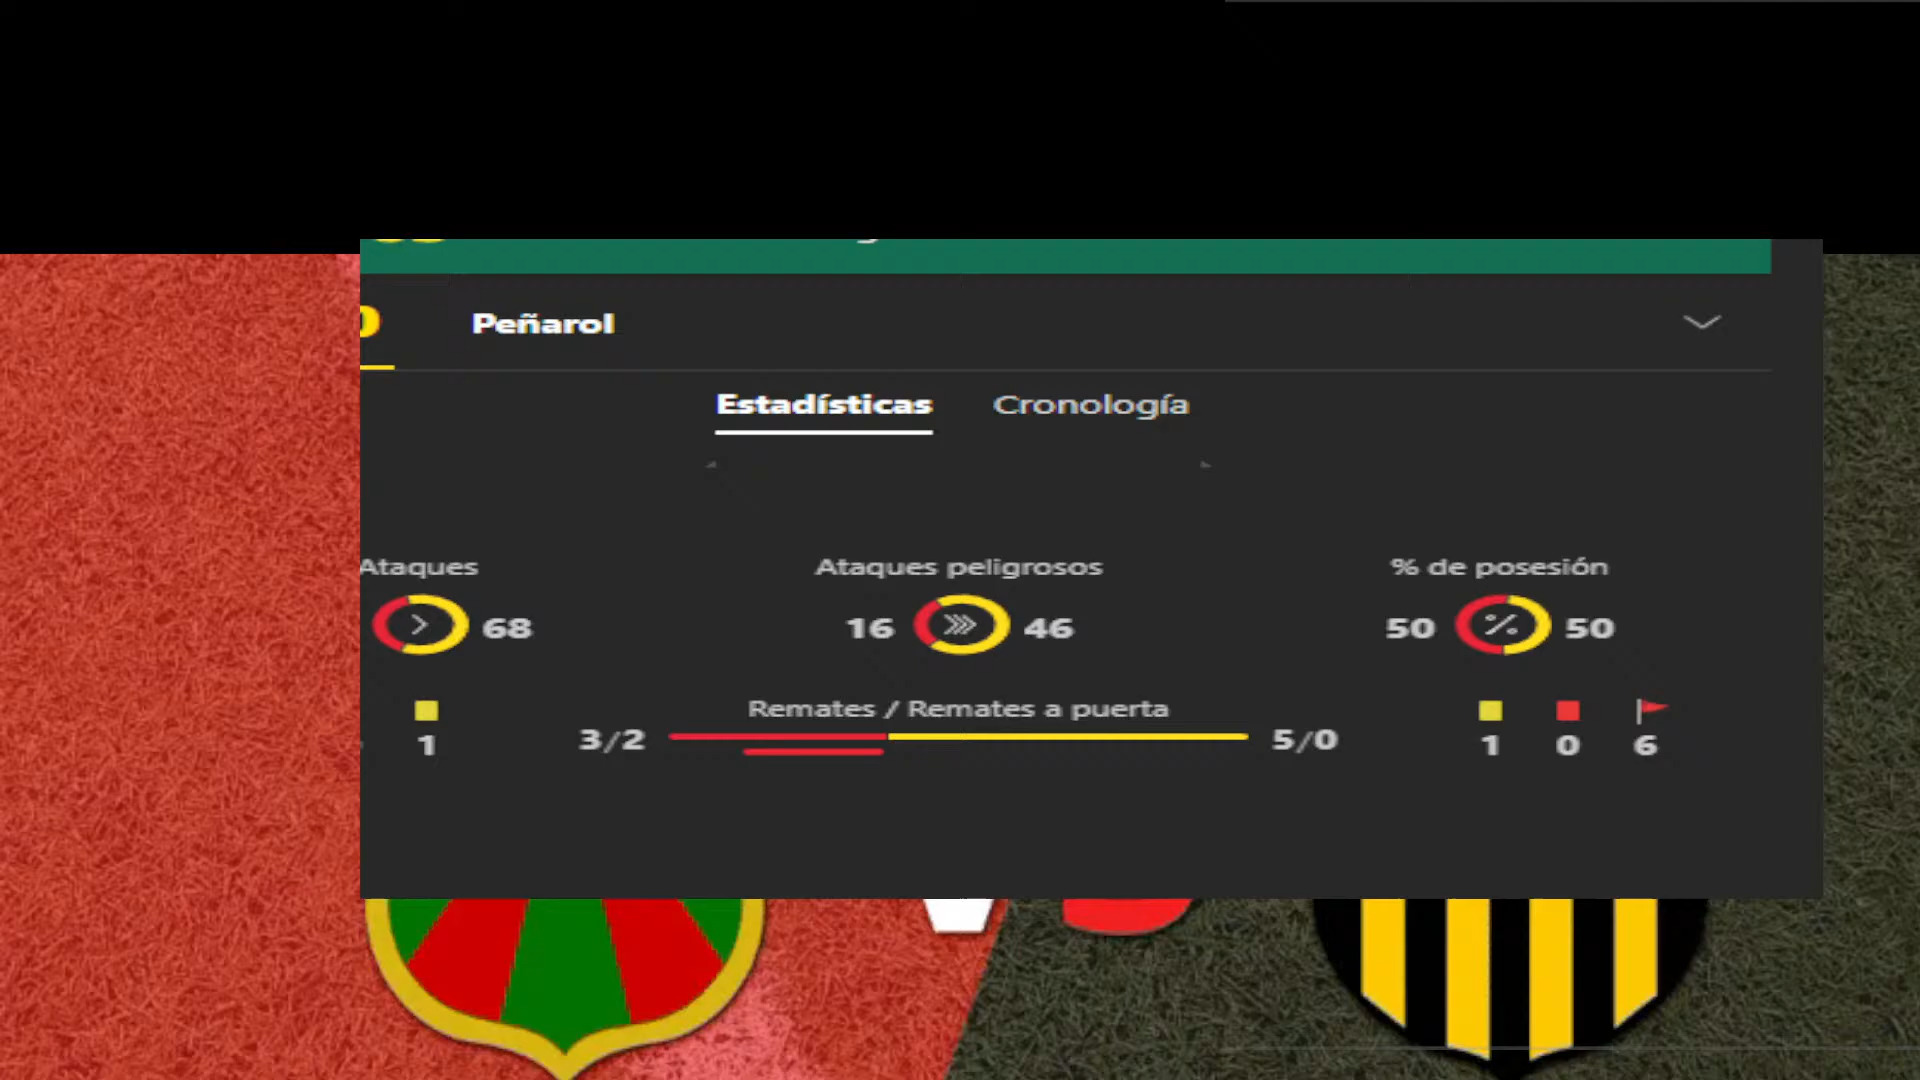 Peñarol
Estadísticas Cronología
Ataques Ataques peligrosos % de posesión
68 16 46 50 50
Remates / Remates a puerta
1 3/2 5/0 1 0 6